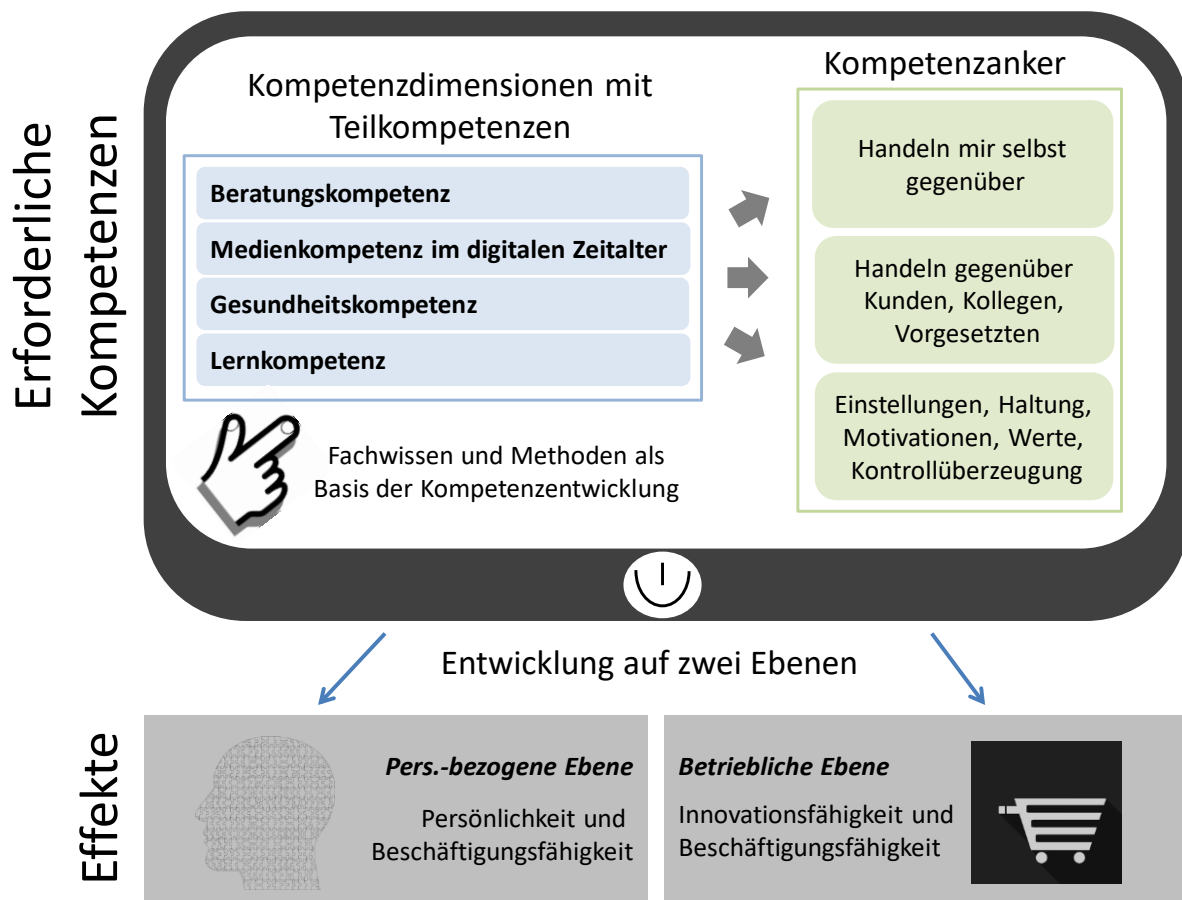 Erforderliche
Kompetenzen
Kompetenzdimensionen mit
Teilkompetenzen
Beratungskompetenz
Medienkompetenz im digitalen Zeitalter
Gesundheitskompetenz
Lernkompetenz
Fachwissen und Methoden als
Basis der Kompetenzentwicklung
Kompetenzanker
Handeln mir selbst
gegenüber
Handeln gegenüber
Kunden, Kollegen,
Vorgesetzten
Einstellungen, Haltung,
Motivationen, Werte,
Kontrollüberzeugung
Entwicklung auf zwei Ebenen
Effekte
Pers.-bezogene Ebene
Persönlichkeit und
Beschäftigungsfähigkeit
Betriebliche Ebene
Innovationsfähigkeit und
Beschäftigungsfähigkeit